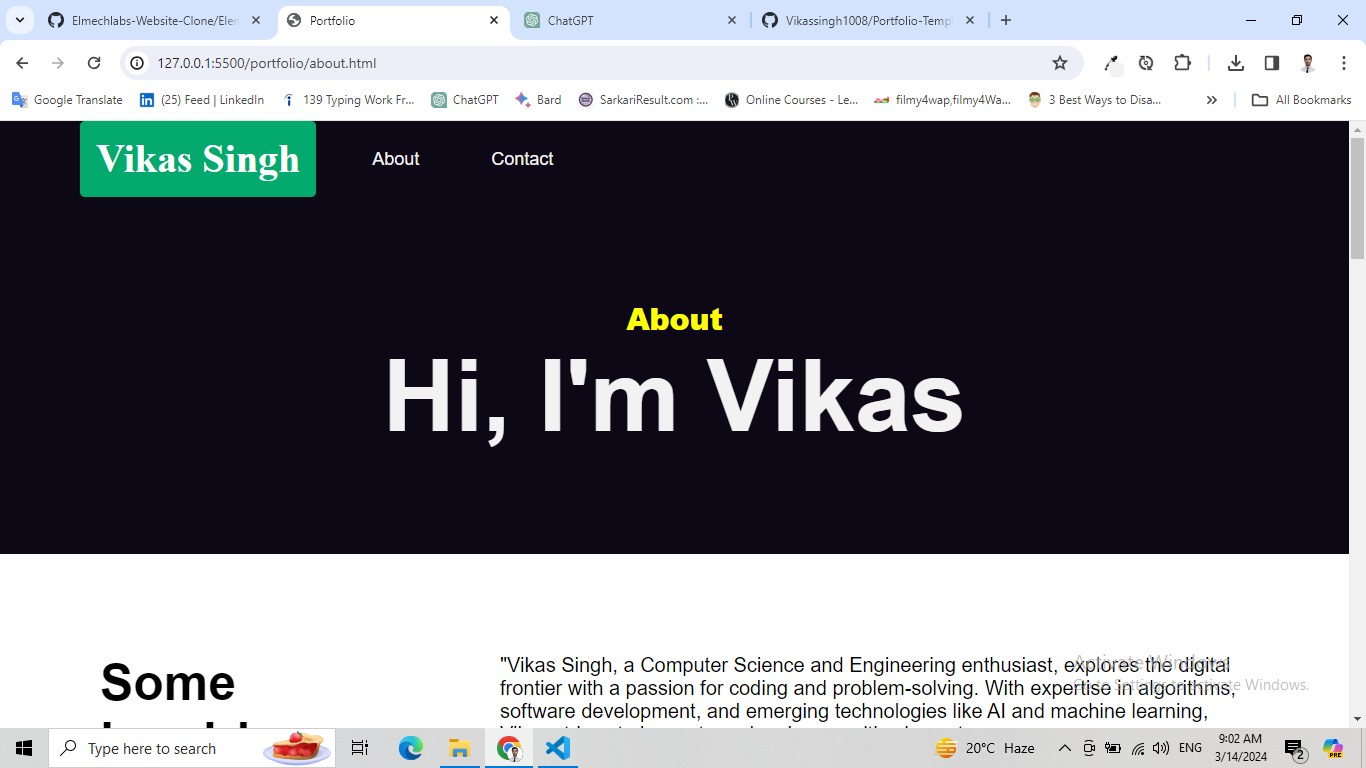 Elmechlabs-Website-Clone/Elem
Portfolio
ChatGPT
Vikassingh1008/Portfolio-Temp
127.0.0.1:5500/portfolio/about.html
Google Translate
(25) Feed | LinkedIn
139 Typing Work Fr...
ChatGPT
Bard
SarkariResult.com :...
Online Courses - Le...
filmy4wap,filmy4Wa...
3 Best Ways to Disa...
All Bookmarks
Vikas Singh
About
Contact
About
Hi, I'm Vikas
Some
"Vikas Singh, a Computer Science and Engineering enthusiast, explores the digital
frontier with a passion for coding and problem-solving. With expertise in algorithms,
software development, and emerging technologies like AI and machine learning,
Activate Windows
Go to Settings to activate Windows.
Type here to search
20°C Haze
ENG
9:02 AM
3/14/2024
2
PRE